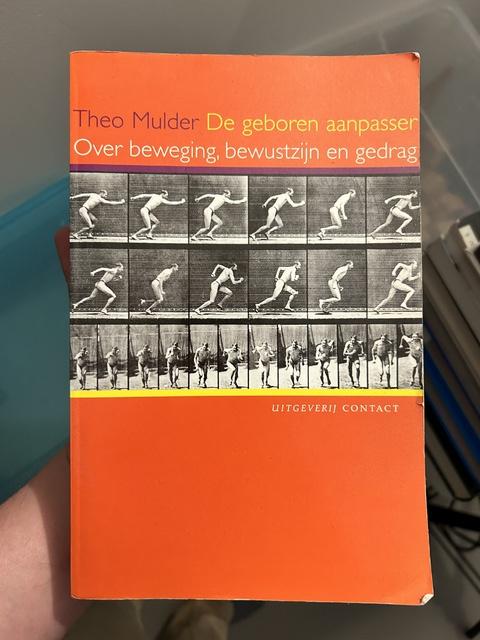 Theo Mulder De geboren aanpasser
Over beweging, bewustzijn en gedrag
UITGEVERIJ CONTACT